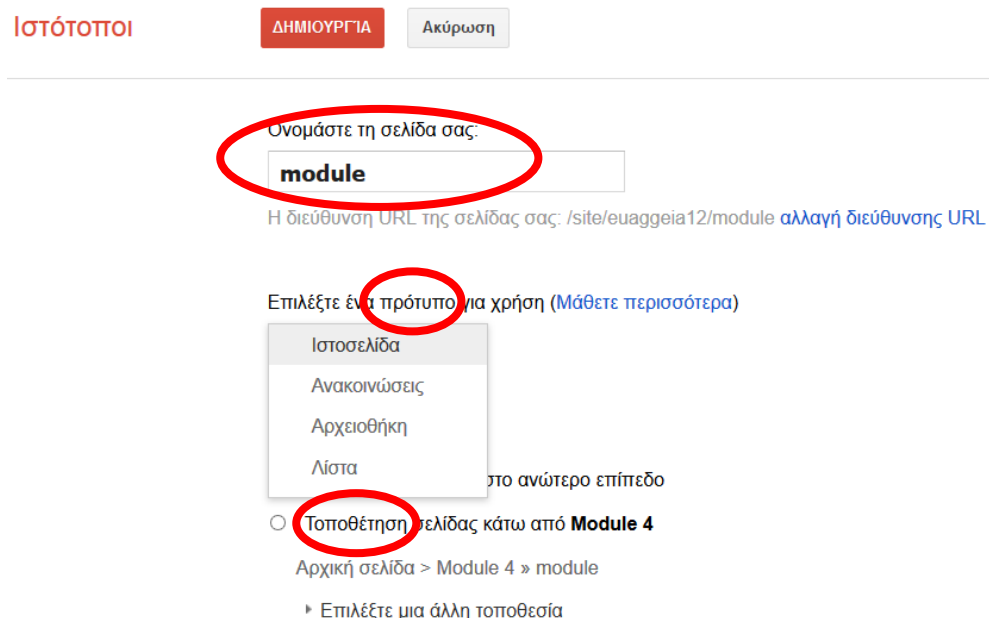 Ιστότοποι ΔΗΜΙΟΥΡΓΊΑ Ακύρωση
Ονομάστε τη σελίδα σας:
module
Η διεύθυνση URL της σελίδας σας: /site/euaggeia12/module αλλαγή διεύθυνσης URL
Επιλέξτε ένα πρότυπο για χρήση (Μάθετε περισσότερα)
Ιστοσελίδα
Ανακοινώσεις
Αρχειοθήκη
Λίστα
στο ανώτερο επίπεδο
Τοποθέτηση σελίδας κάτω από Module 4
Αρχική σελίδα > Module 4 » module
Επιλέξτε μια άλλη τοποθεσία